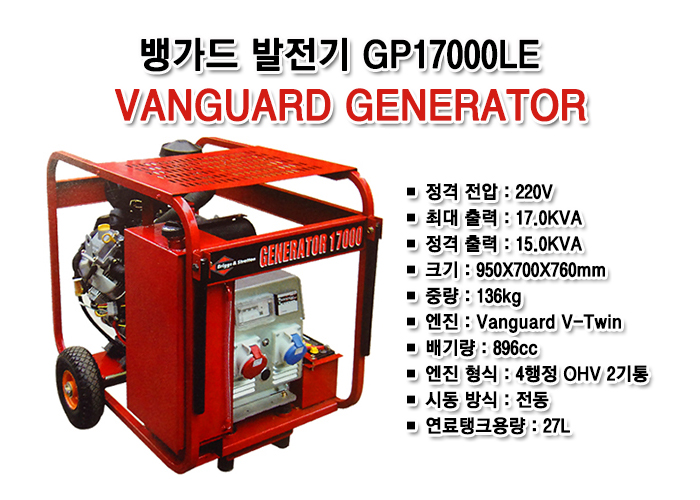 뱅가드 발전기 GP17000LE
VANGUARD GENERATOR
GENERATOR 17000
Briggs & Stratton
■ 정격 전압 : 220V
■ 최대 출력 : 17.0KVA
■ 정격 출력 : 15.0KVA
■ 크기 : 950X700X760mm
■ 중량 : 136kg
■ 엔진 : Vanguard V-Twin
■ 배기량 : 896cc
■ 엔진 형식 : 4행정 OHV 2기통
■ 시동 방식 : 전동
■ 연료탱크용량 : 27L